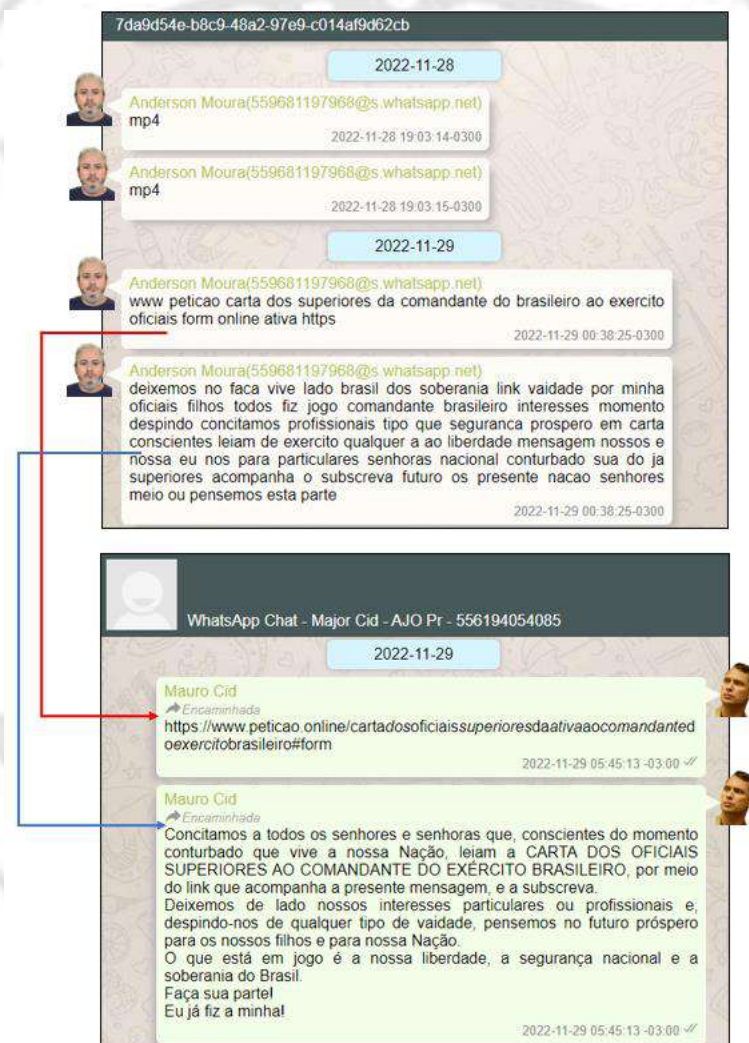 7da9d54e-b8c9-48a2-97e9-c014af9d62cb
2022-11-28
Anderson Moura(559681197968@s.whatsapp.net)
mp4
2022-11-28 19:03:14-0300
Anderson Moura(559681197968@s.whatsapp.net)
mp4
2022-11-28 19:03:15-0300
2022-11-29
Anderson Moura(559681197968@s.whatsapp.net)
www peticao carta dos superiores da comandante do brasileiro ao exercito
oficiais form online ativa https
2022-11-29 00:38:25-0300
Anderson Moura(559681197968@s.whatsapp.net)
deixemos no faca vive lado brasil dos soberania link vaidade por minha
oficiais filhos todos fiz jogo comandante brasileiro interesses momento
despindo concitamos profissionais tipo que seguranca prospero em carta
conscientes leiam de exercito qualquer a ao liberdade mensagem nossos e
nossa eu nos para particulares senhoras nacional conturbado sua do ja
superiores acompanha o subscreva futuro os presente nacao senhores
meio ou pensemos esta parte
2022-11-29 00:38:25-0300
WhatsApp Chat - Major Cid - AJO Pr - 556194054085
2022-11-29
Mauro Cid
Encaminhada
https://www.peticao.online/cartadosoficiaissuperioresdaativaaocomandanted
oexercitobrasileiro#form
2022-11-29 05:45:13 -03:00
Mauro Cid
Encaminhada
Concitamos a todos os senhores e senhoras que, conscientes do momento
conturbado que vive a nossa Nação, leiam a CARTA DOS OFICIAIS
SUPERIORES AO COMANDANTE DO EXÉRCITO BRASILEIRO, por meio
do link que acompanha a presente mensagem, e a subscreva.
Deixemos de lado nossos interesses particulares ou profissionais e,
despindo-nos de qualquer tipo de vaidade, pensemos no futuro próspero
para os nossos filhos e para nossa Nação.
O que está em jogo é a nossa liberdade, a segurança nacional e a
soberania do Brasil.
Faça sua parte!
Eu já fiz a minha!
2022-11-29 05:45:13 -03:00